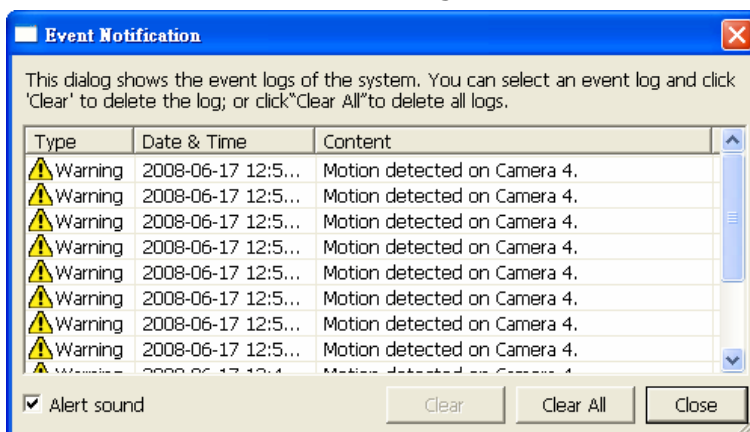 Event Notification
This dialog shows the event logs of the system. You can select an event log and click
'Clear' to delete the log; or click"Clear All"to delete all logs.
Type Date & Time Content
Warning 2008-06-17 12:5... Motion detected on Camera 4.
Warning 2008-06-17 12:5... Motion detected on Camera 4.
Warning 2008-06-17 12:5... Motion detected on Camera 4.
Warning 2008-06-17 12:5... Motion detected on Camera 4.
Warning 2008-06-17 12:5... Motion detected on Camera 4.
Warning 2008-06-17 12:5... Motion detected on Camera 4.
Warning 2008-06-17 12:5... Motion detected on Camera 4.
Warning 2008-06-17 12:5... Motion detected on Camera 4.
Alert sound Clear Clear All Close